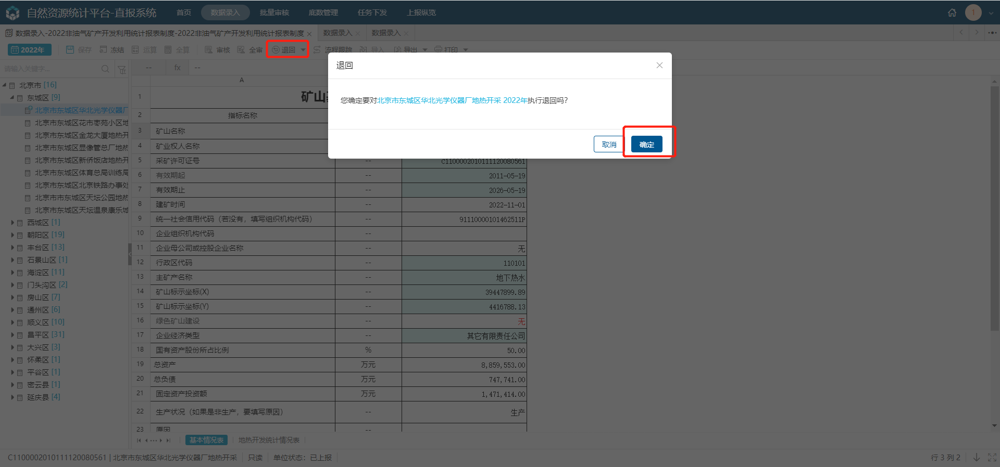 自然资源统计平台-直报系统 首页 数据录入 批量审核 底数管理 任务下发 上报纵览 1
数据录入-2022非油气矿产开发利用统计报表制度-2022非油气矿产开发利用统计报表制度 数据录入 数据录入
2022年 保存 冻结 运算 全算 审核 全审 退回 流程跟踪 导入 导出 打印
请输入关键字... -- fx --
退回
您确定要对北京市东城区华北光学仪器厂地热开采 2022年执行退回吗?
取消 确定
北京市 [16]
东城区 [9]
北京市东城区华北光学仪器厂
北京市东城区花市枣苑小区地
北京市东城区金龙大厦地热开
北京市东城区显像管总厂地热
北京市东城区新侨饭店地热开
北京市东城区体育总局训练局
北京市东城区北京铁路办事处
北京市市东城区天坛公园地热
北京市东城区天坛温泉康乐城
西城区 [1]
朝阳区 [19]
丰台区 [13]
石景山区 [1]
海淀区 [11]
门头沟区 [2]
房山区 [7]
通州区 [6]
顺义区 [10]
昌平区 [31]
大兴区 [3]
怀柔区 [1]
平谷区 [1]
密云县 [1]
延庆县 [4]
A
1 矿山
2 指标名称
3 矿山名称
4 矿业权人名称
5 采矿许可证号 -- C1100002010111120080561
6 有效期起 -- 2011-05-19
7 有效期止 -- 2026-05-19
8 建矿时间 -- 2022-11-01
9 统一社会信用代码（若没有，填写组织机构代码） -- 91110000101462511P
10 企业组织机构代码 --
11 企业母公司或控股企业名称 -- 无
12 行政区代码 -- 110101
13 主矿产名称 -- 地下热水
14 矿山标示坐标(X) -- 39447899.89
15 矿山标示坐标(Y) -- 4416788.13
16 绿色矿山建设 -- 无
17 企业经济类型 -- 其它有限责任公司
18 国有资产股份所占比例 % 50.00
19 总资产 万元 8,859,553.00
20 总负债 万元 747,741.00
21 固定资产投资额 万元 1,471,414.00
22 生产状况（如果是非生产，要填写原因） -- 生产
23 原因 --
基本情况表 地热开发统计情况表
C1100002010111120080561 | 北京市东城区华北光学仪器厂地热开采 只读 单位状态：已上报 行 3 列 2